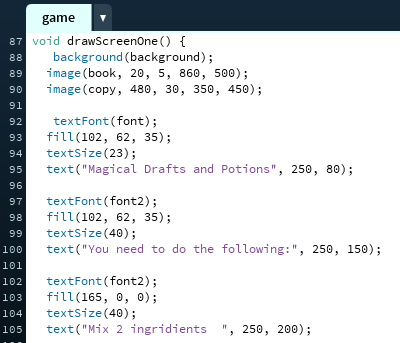 game ▼
87 void drawScreenOne() {
88 background(background);
89 image(book, 20, 5, 860, 500);
90 image(copy, 480, 30, 350, 450);
91
92 textFont(font);
93 fill(102, 62, 35);
94 textSize(23);
95 text("Magical Drafts and Potions", 250, 80);
96
97 textFont(font2);
98 fill(102, 62, 35);
99 textSize(40);
100 text("You need to do the following:", 250, 150);
101
102 textFont(font2);
103 fill(165, 0, 0);
104 textSize(40);
105 text("Mix 2 ingridients  ", 250, 200);